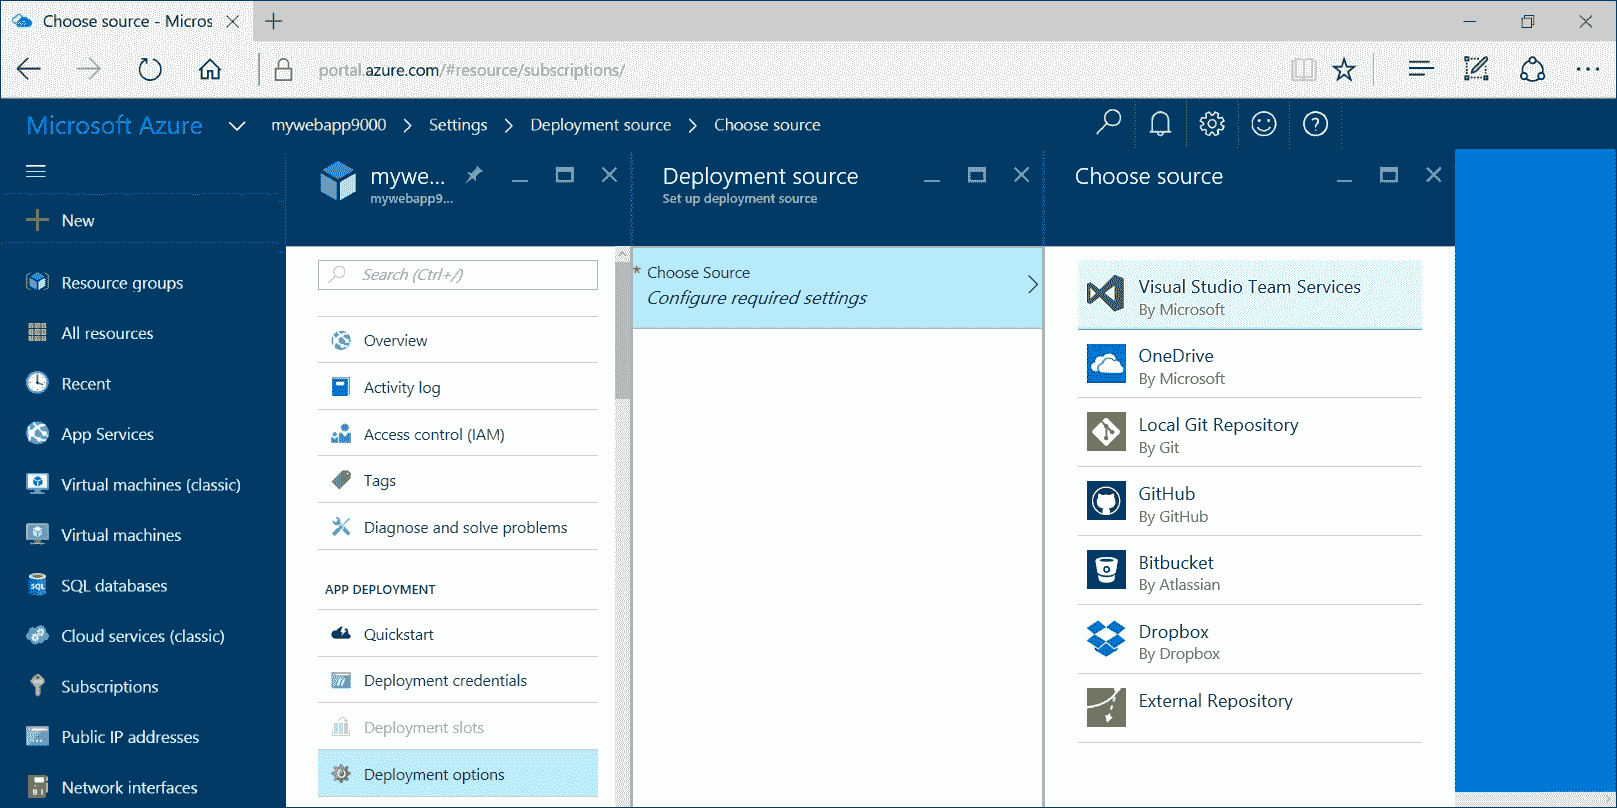 Choose source - Micros
portal.azure.com/#resource/subscriptions/
Microsoft Azure
mywebapp9000
Settings
Deployment source
Choose source
New
Resource groups
All resources
Recent
App Services
Virtual machines (classic)
Virtual machines
SQL databases
Cloud services (classic)
Subscriptions
Public IP addresses
Network interfaces
mywe...
mywebapp9...
Search (Ctrl+/)
Overview
Activity log
Access control (IAM)
Tags
Diagnose and solve problems
APP DEPLOYMENT
Quickstart
Deployment credentials
Deployment slots
Deployment options
Deployment source
Set up deployment source
* Choose Source
Configure required settings
Choose source
Visual Studio Team Services
By Microsoft
OneDrive
By Microsoft
Local Git Repository
By Git
GitHub
By GitHub
Bitbucket
By Atlassian
Dropbox
By Dropbox
External Repository